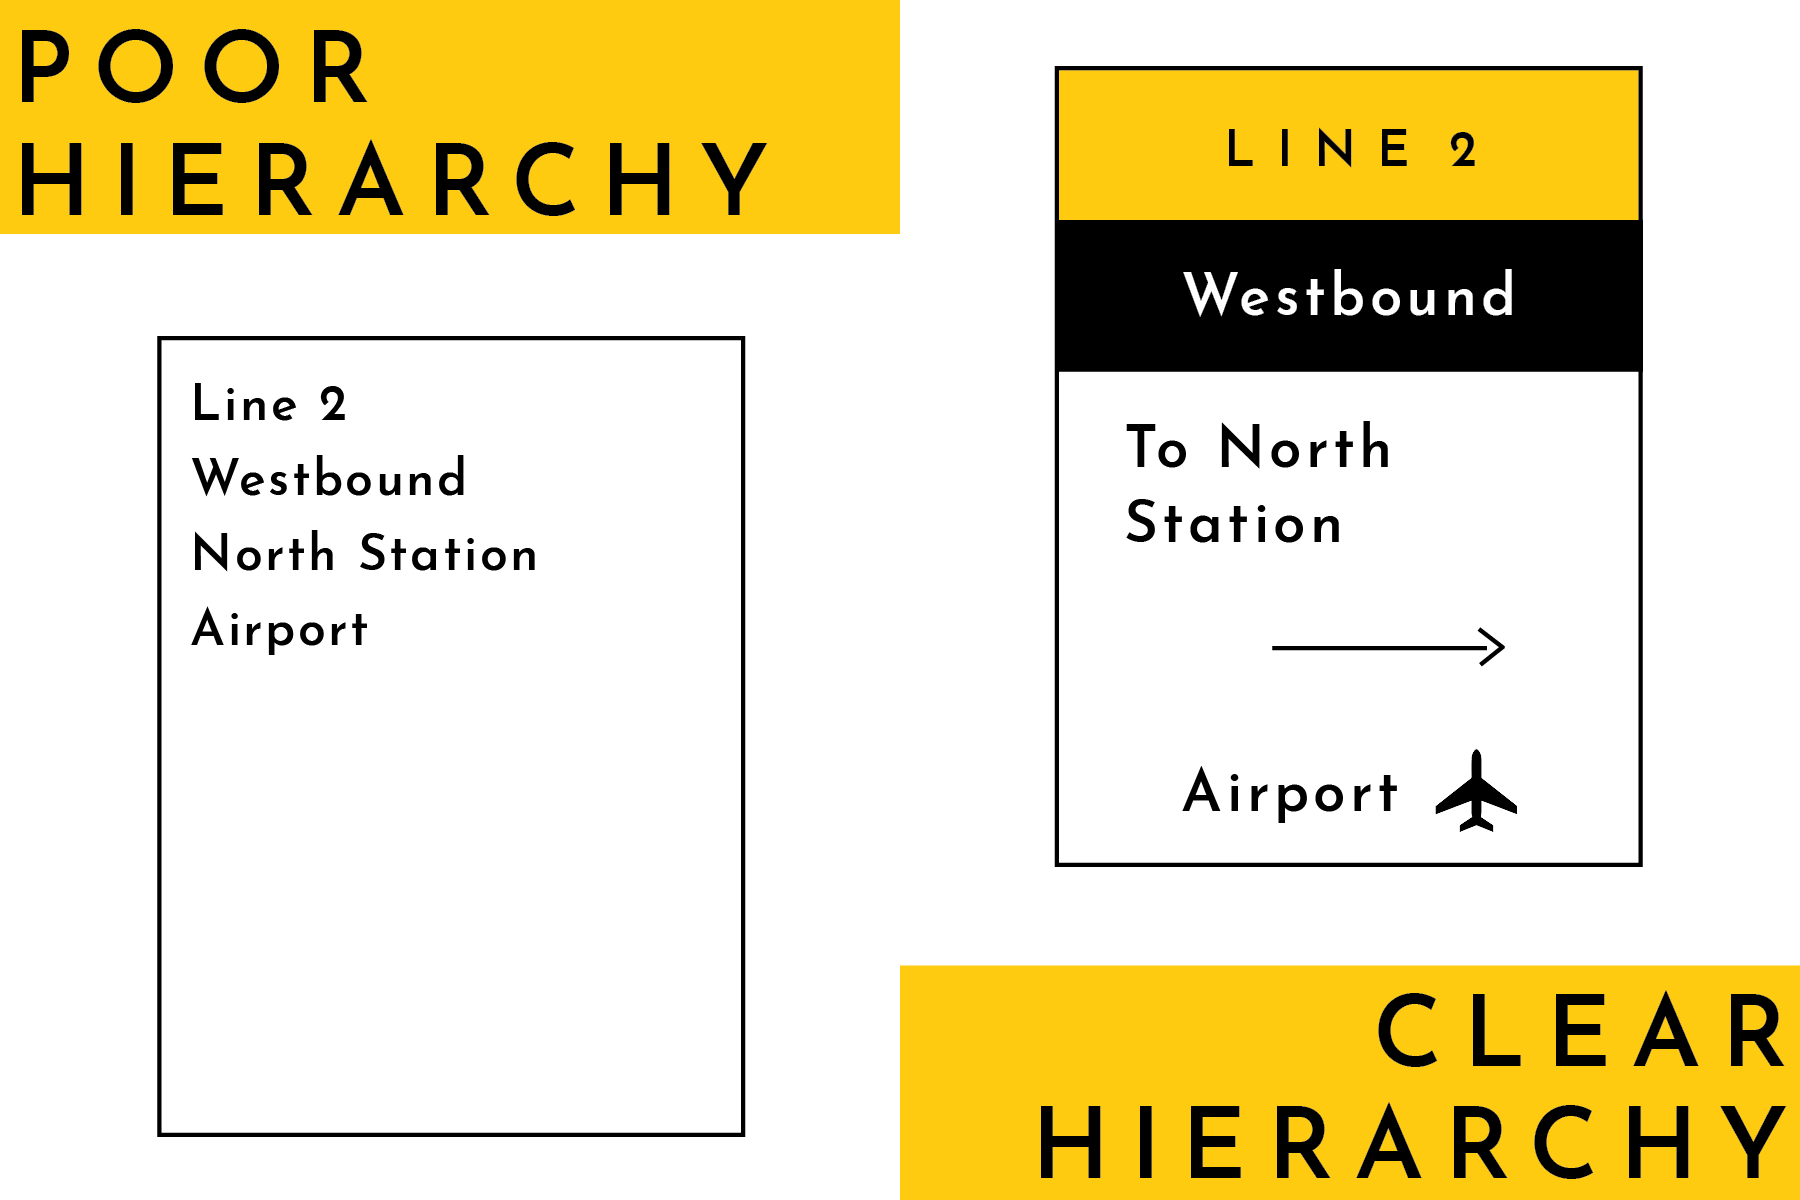 POOR
HIERARCHY
Line 2
Westbound
North Station
Airport
LINE 2
Westbound
To North
Station
Airport
CLEAR
HIERARCHY